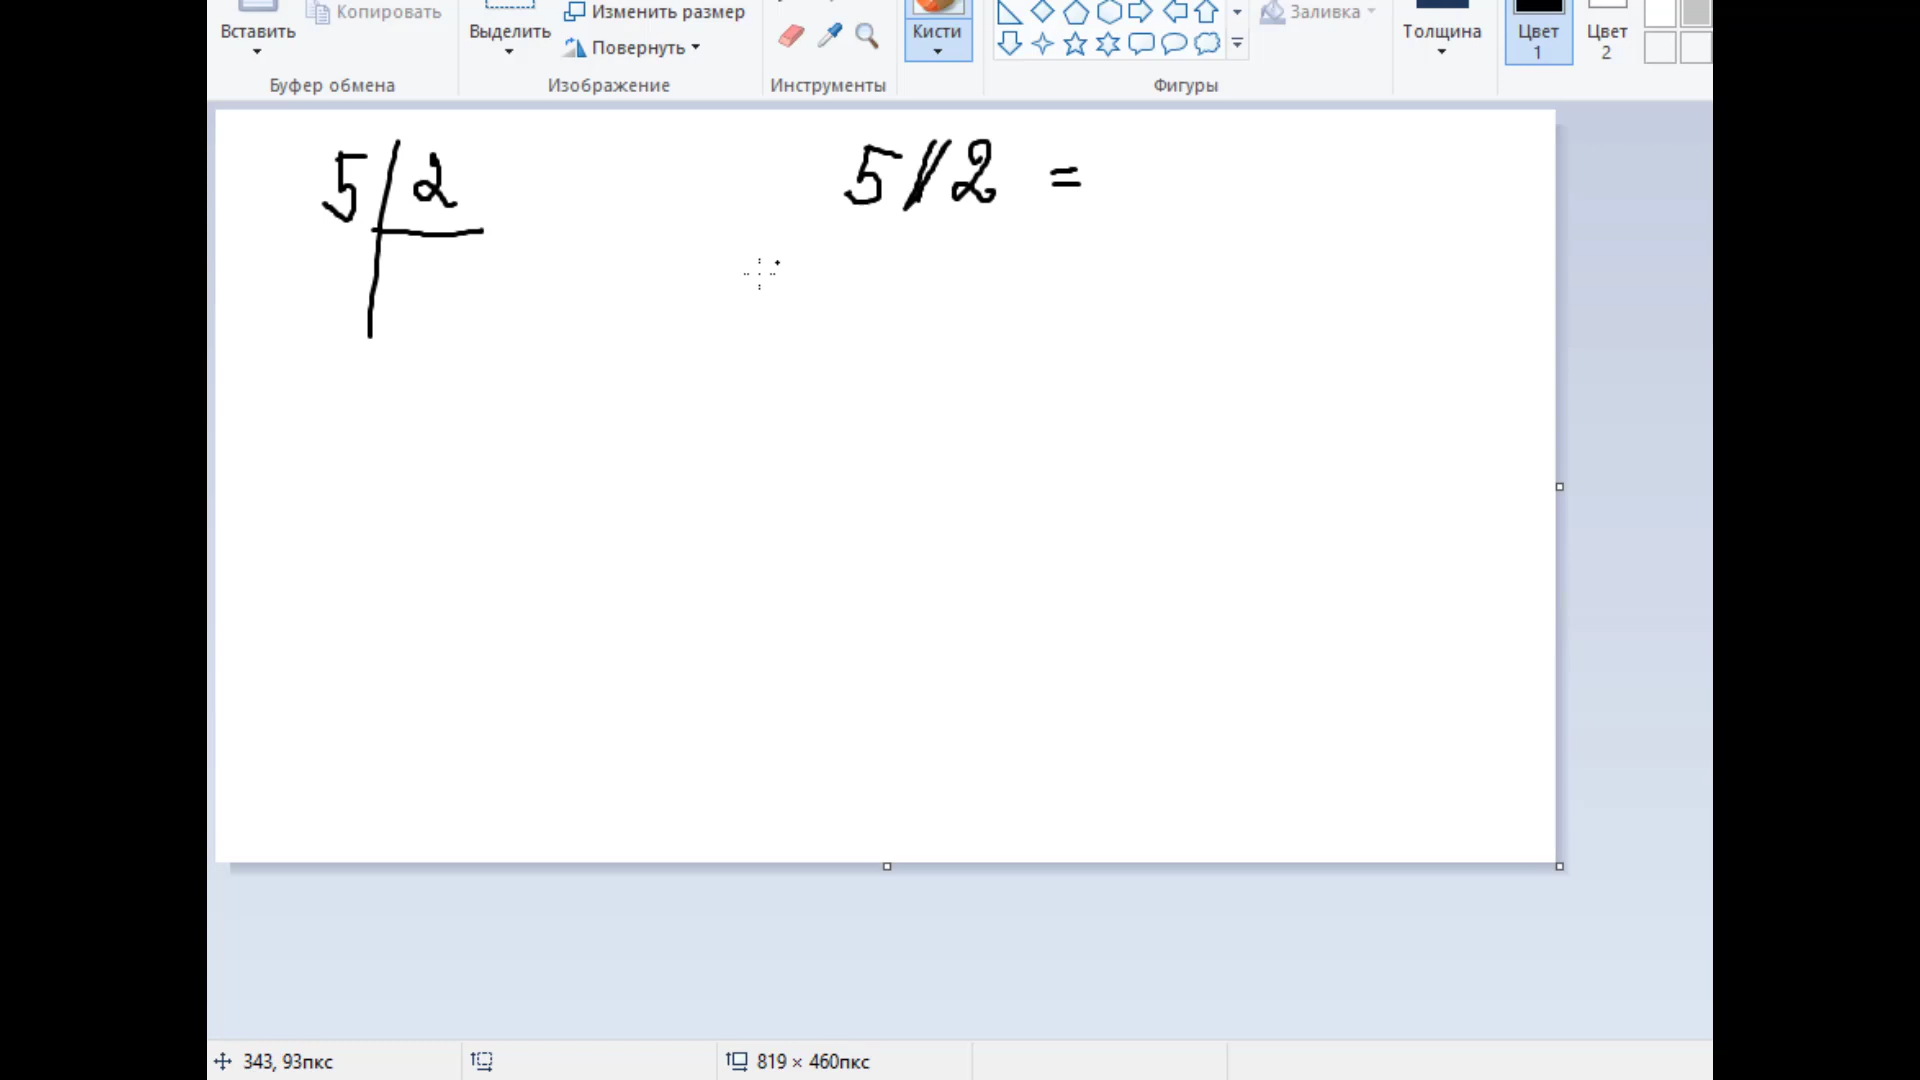 Вставить Копировать Выделить Изменить размер Повернуть Кисти Заливка Толщина Цвет 1 Цвет 2
Буфер обмена Изображение Инструменты Фигуры
5 2
5 // 2 =
343, 93пкс 819 × 460пкс